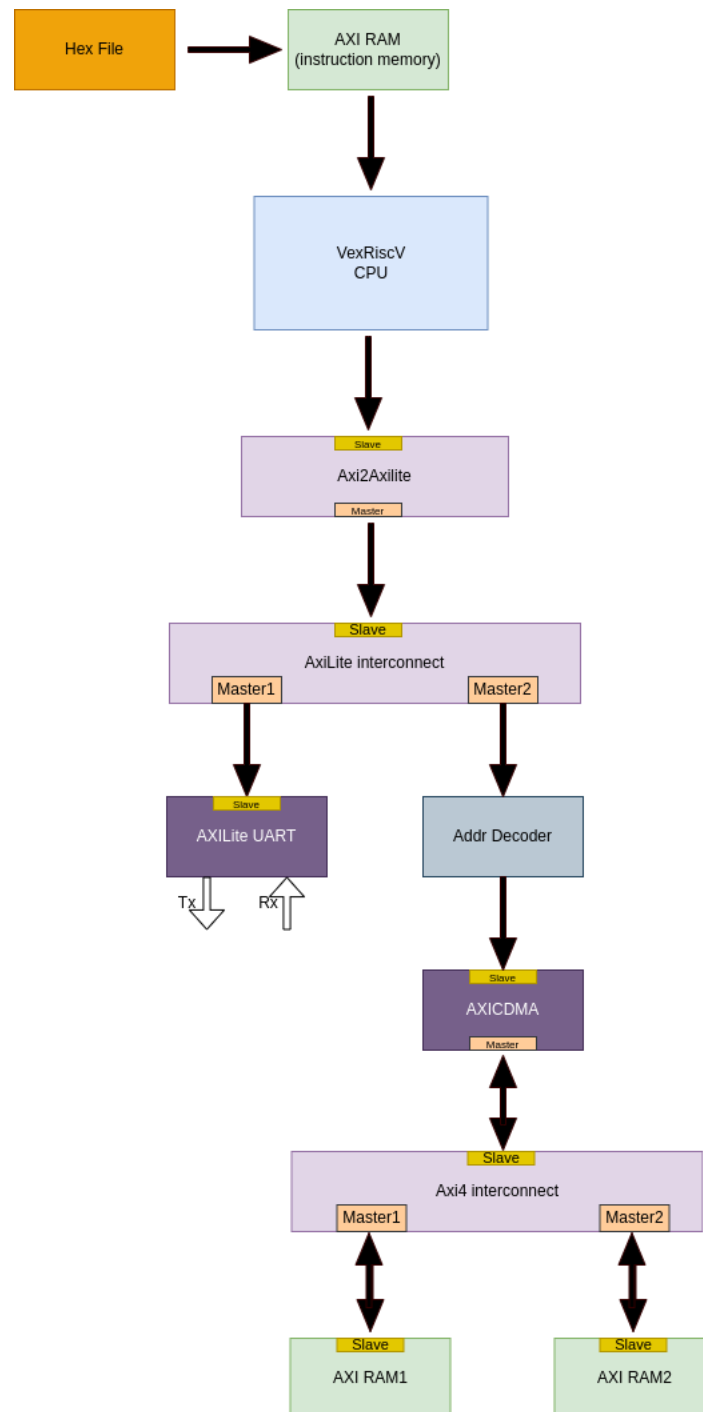 Hex File
AXI RAM
(instruction memory)
VexRiscV
CPU
Slave
Axi2Axilite
Master
Slave
AxiLite interconnect
Master1
Master2
Slave
AXILite UART
Addr Decoder
Tx
Rx
Slave
AXICDMA
Master
Slave
Axi4 interconnect
Master1
Master2
Slave
AXI RAM1
Slave
AXI RAM2